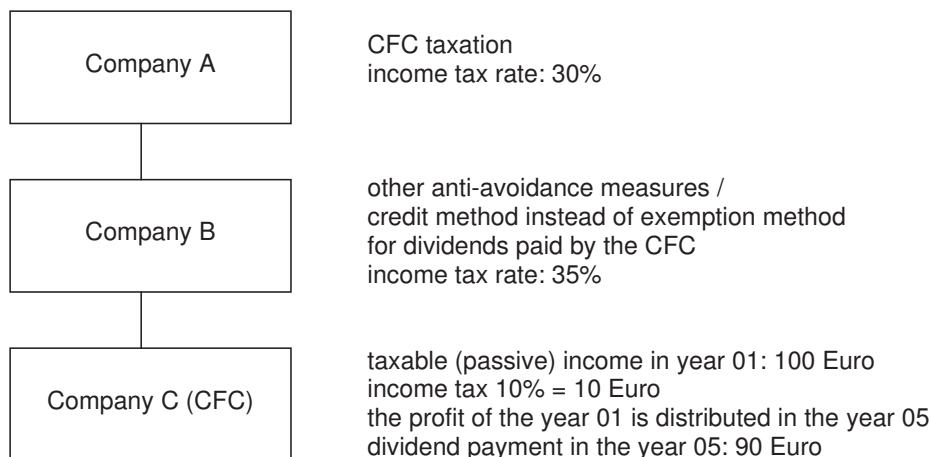 Company A
CFC taxation
income tax rate: 30%
Company B
other anti-avoidance measures /
credit method instead of exemption method
for dividends paid by the CFC
income tax rate: 35%
Company C (CFC)
taxable (passive) income in year 01: 100 Euro
income tax 10% = 10 Euro
the profit of the year 01 is distributed in the year 05
dividend payment in the year 05: 90 Euro